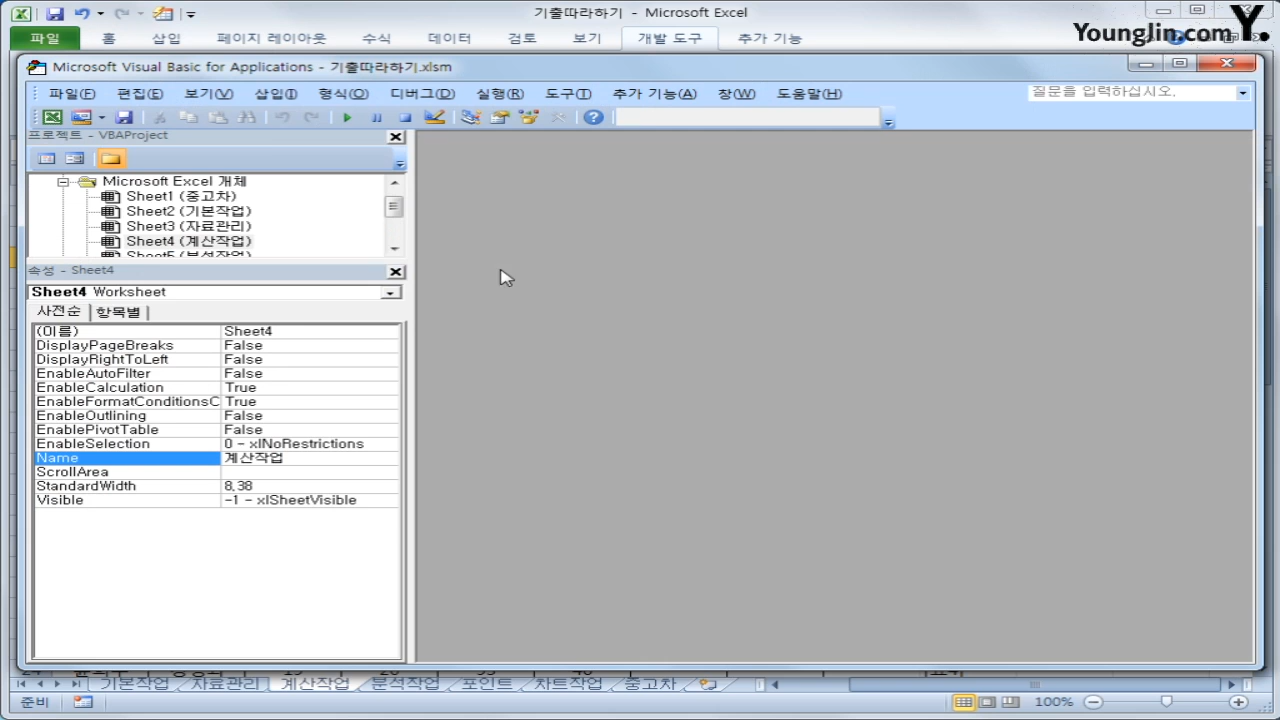 기출따라하기 - Microsoft Excel
파일 홈 삽입 페이지 레이아웃 수식 데이터 검토 보기 개발 도구 추가 기능
YoungJin.com Y.
Microsoft Visual Basic for Applications - 기출따라하기.xlsm
파일(F) 편집(E) 보기(V) 삽입(I) 형식(O) 디버그(D) 실행(R) 도구(T) 추가 기능(A) 창(W) 도움말(H)
질문을 입력하십시오.
프로젝트 - VBAProject
Microsoft Excel 개체
Sheet1 (중고차)
Sheet2 (기본작업)
Sheet3 (자료관리)
Sheet4 (계산작업)
Sheet5 (분석작업)
속성 - Sheet4
Sheet4 Worksheet
사전순 항목별
(이름) Sheet4
DisplayPageBreaks False
DisplayRightToLeft False
EnableAutoFilter False
EnableCalculation True
EnableFormatConditionsC True
EnableOutlining False
EnablePivotTable False
EnableSelection 0 - xlNoRestrictions
Name 계산작업
ScrollArea
StandardWidth 8.38
Visible -1 - xlSheetVisible
기본작업 자료관리 계산작업 분석작업 포인트 차트작업 중고차
준비 100%